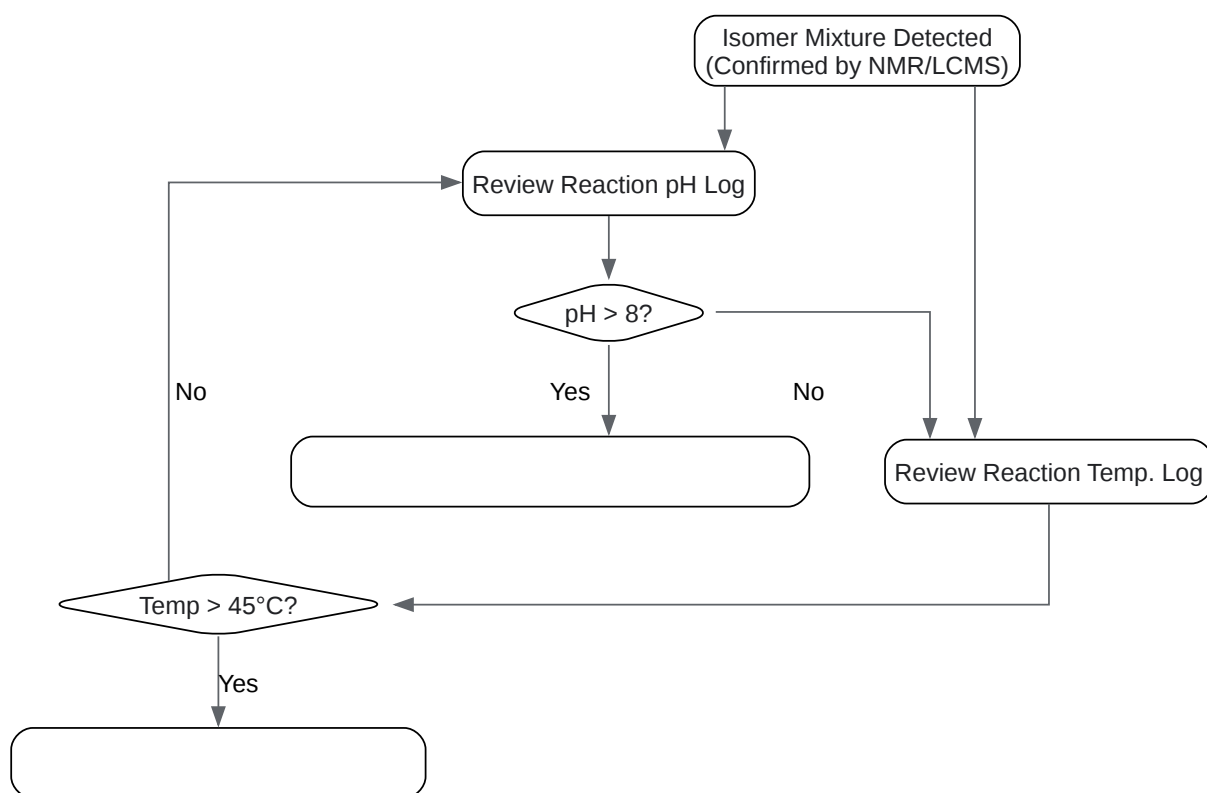 Isomer Mixture Detected
(Confirmed by NMR/LCMS)
Review Reaction pH Log
pH > 8?
No
Yes
No
Review Reaction Temp. Log
Temp > 45°C?
Yes